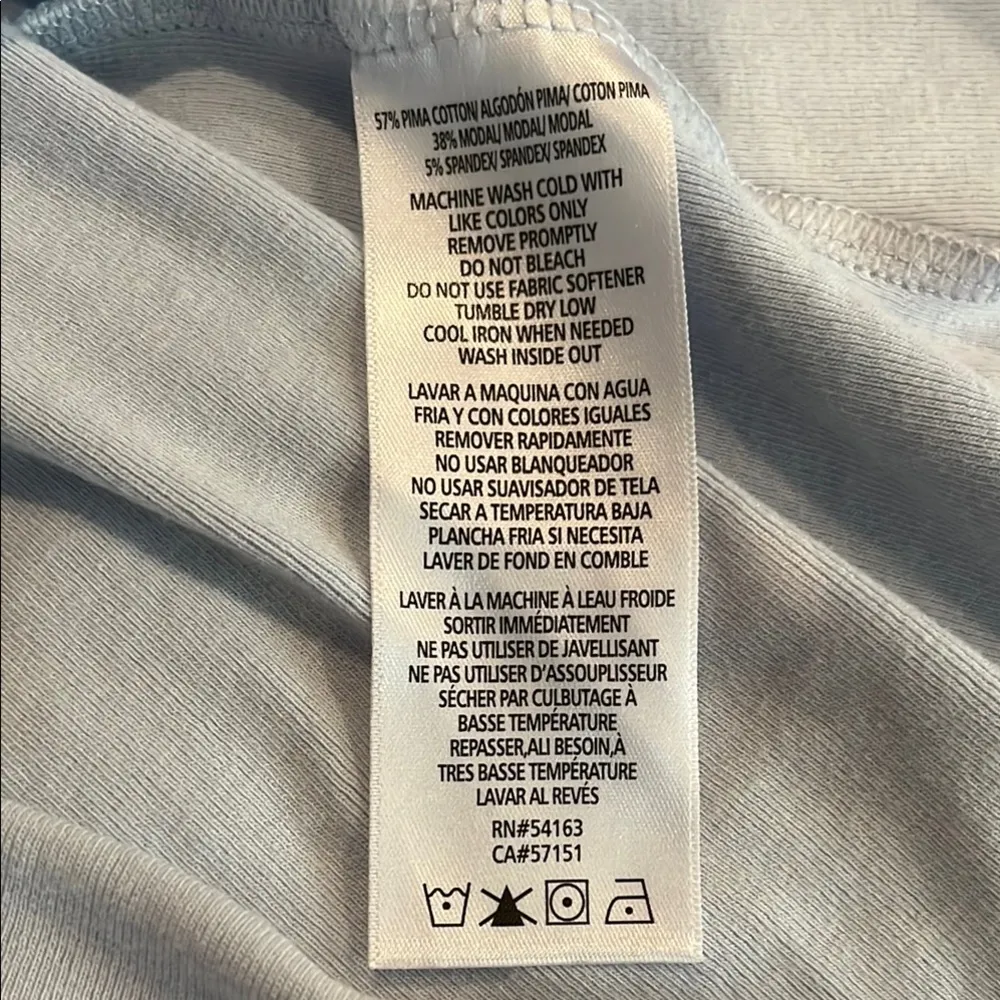 57% PIMA COTTON/ ALGODÓN PIMA/ COTON PIMA
38% MODAL/ MODAL/ MODAL
5% SPANDEX/ SPANDEX/ SPANDEX
MACHINE WASH COLD WITH
LIKE COLORS ONLY
REMOVE PROMPTLY
DO NOT BLEACH
DO NOT USE FABRIC SOFTENER
TUMBLE DRY LOW
COOL IRON WHEN NEEDED
WASH INSIDE OUT
LAVAR A MAQUINA CON AGUA
FRIA Y CON COLORES IGUALES
REMOVER RAPIDAMENTE
NO USAR BLANQUEADOR
NO USAR SUAVISADOR DE TELA
SECAR A TEMPERATURA BAJA
PLANCHA FRIA SI NECESITA
LAVER DE FOND EN COMBLE
LAVER À LA MACHINE À LEAU FROIDE
SORTIR IMMÉDIATEMENT
NE PAS UTILISER DE JAVELLISANT
NE PAS UTILISER D'ASSOUPLISSEUR
SÉCHER PAR CULBUTAGE À
BASSE TEMPÉRATURE
REPASSER,ALI BESOIN,À
TRES BASSE TEMPÉRATURE
LAVAR AL REVÉS
RN#54163
CA#57151